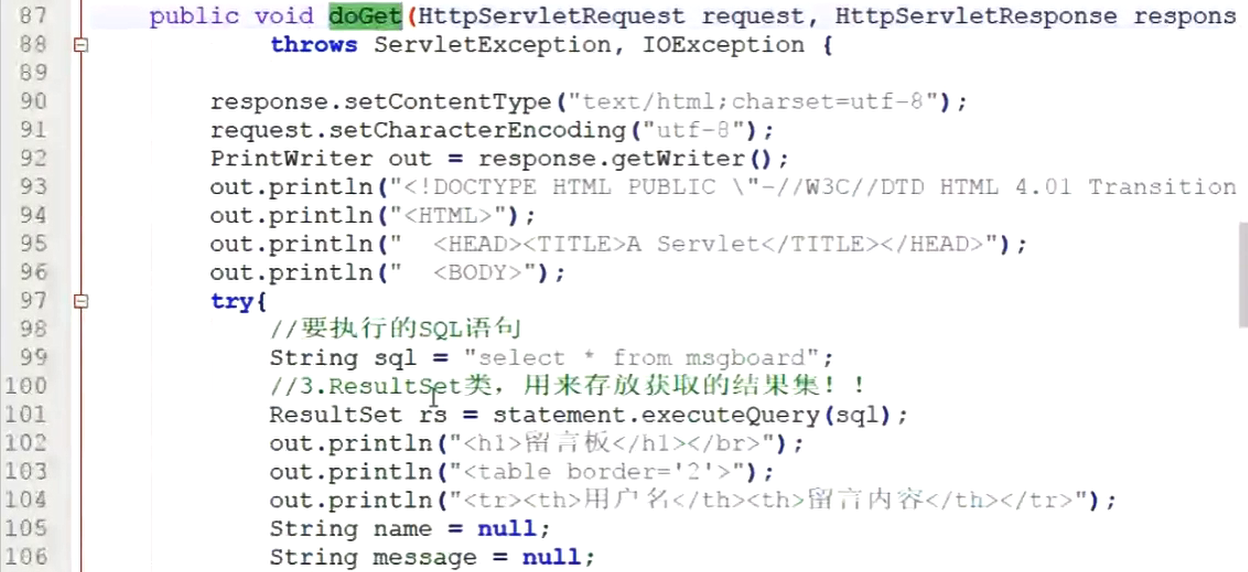 87 public void doGet(HttpServletRequest request, HttpServletResponse respons
88 throws ServletException, IOException {
89
90 response.setContentType("text/html;charset=utf-8");
91 request.setCharacterEncoding("utf-8");
92 PrintWriter out = response.getWriter();
93 out.println("<!DOCTYPE HTML PUBLIC \"-//W3C//DTD HTML 4.01 Transition
94 out.println("<HTML>");
95 out.println("  <HEAD><TITLE>A Servlet</TITLE></HEAD>");
96 out.println("  <BODY>");
97 try{
98 //要执行的SQL语句
99 String sql = "select * from msgboard";
100 //3.ResultSet类，用来存放获取的结果集！！
101 ResultSet rs = statement.executeQuery(sql);
102 out.println("<h1>留言板</h1></br>");
103 out.println("<table border='2'>");
104 out.println("<tr><th>用户名</th><th>留言内容</th></tr>");
105 String name = null;
106 String message = null;